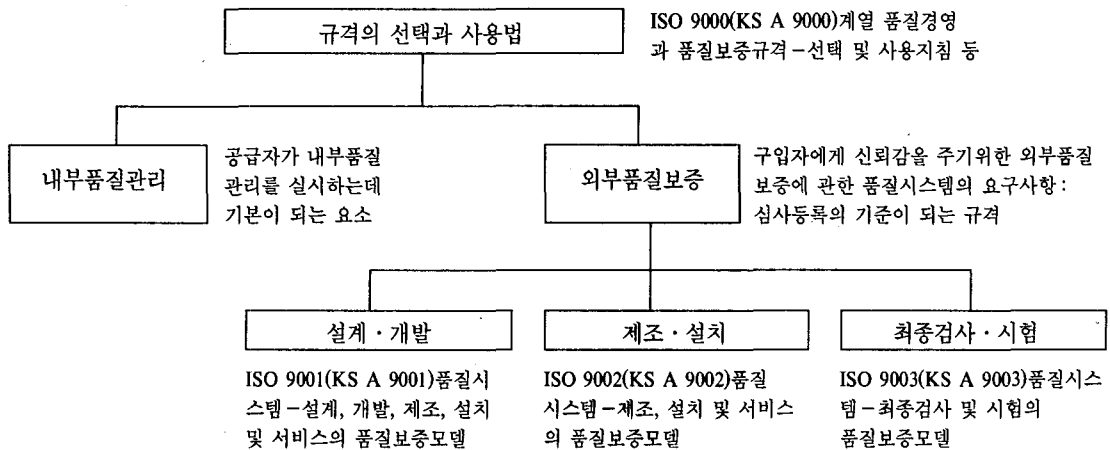 규격의 선택과 사용법
ISO 9000(KS A 9000)계열 품질경영
과 품질보증규격-선택 및 사용지침 등
내부품질관리
공급자가 내부품질
관리를 실시하는데
기본이 되는 요소
외부품질보증
구입자에게 신뢰감을 주기위한 외부품질
보증에 관한 품질시스템의 요구사항:
심사등록의 기준이 되는 규격
설계·개발
ISO 9001(KS A 9001)품질시
스템-설계, 개발, 제조, 설치
및 서비스의 품질보증모델
제조·설치
ISO 9002(KS A 9002)품질
시스템-제조, 설치 및 서비스
의 품질보증모델
최종검사·시험
ISO 9003(KS A 9003)품질시스
템-최종검사 및 시험의
품질보증모델